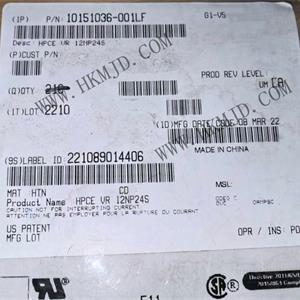 (1P) P/N: 10151036-001LF
G1-V5
Desc: HPCE VR 12NP24S
(P)CUST P/N:
PROD REV LEVEL
(Q)QTY: 210
UM EA
(1T)LOT 2210
(1D)MFG DATE CODE 08 MAR 22
MADE IN CHINA
(9S)LABEL ID: 221089014406
MSL:
MAT HTN CD
Product Name HPCE VR 12NP24S
CAUTION NOT FOR INTERRUPTING CURRENT
ATTENTION NE PAS EMPLOYER POUR LA RUPTURE DU COURANT
US PATENT
MFG LOT
OPR / INS :
WWW.HKMJD.COM